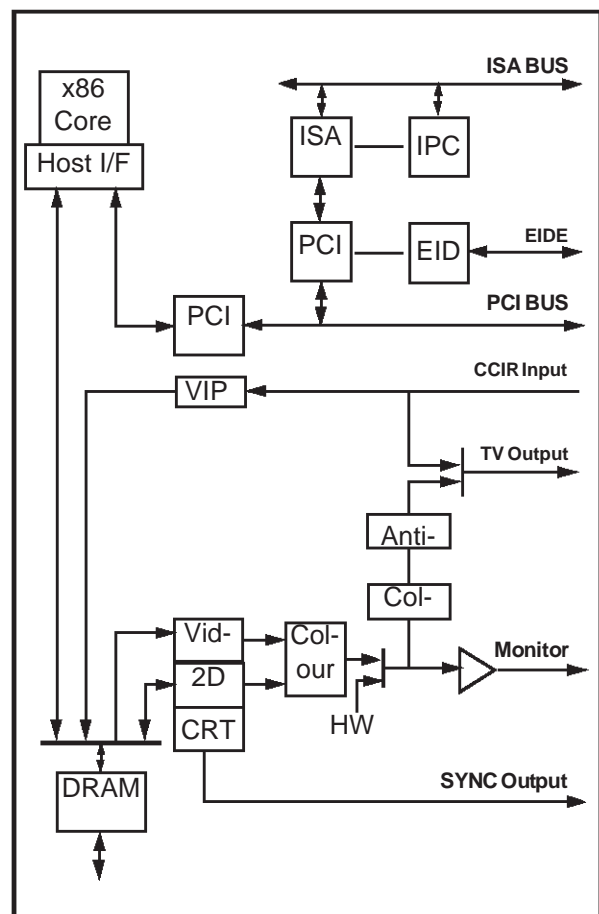 ISA BUS
x86
Core
Host I/F
ISA
IPC
PCI
EID
EIDE
PCI
PCI BUS
VIP
CCIR Input
TV Output
Anti-
Col-
Vid-
2D
CRT
Col-
our
HW
Monitor
DRAM
SYNC Output